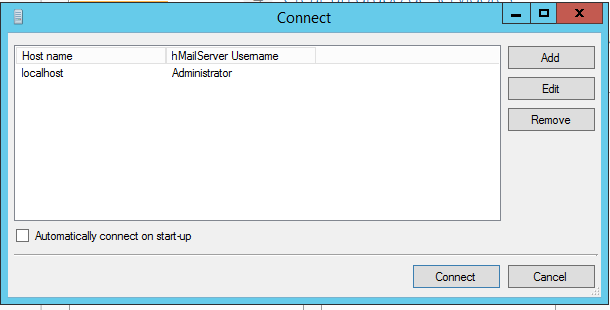 Connect
Host name hMailServer Username
localhost Administrator
Add
Edit
Remove
Automatically connect on start-up
Connect Cancel